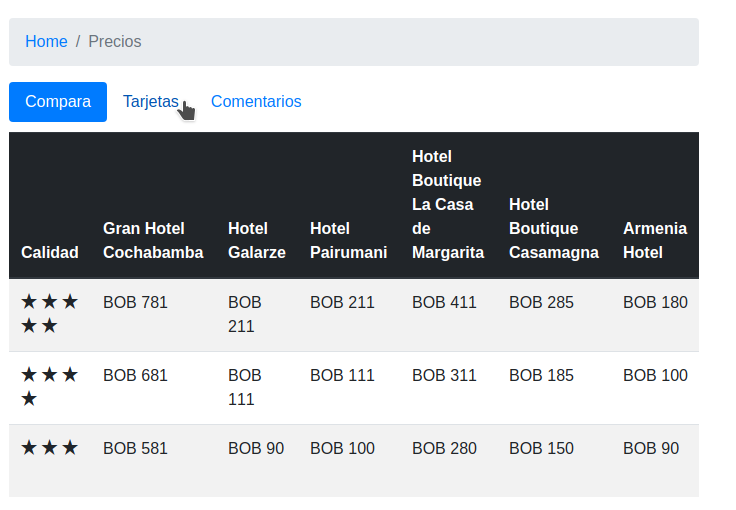 Home / Precios
Compara Tarjetas Comentarios
Calidad Gran Hotel Cochabamba Hotel Galarze Hotel Pairumani Hotel Boutique La Casa de Margarita Hotel Boutique Casamagna Armenia Hotel
★★★★★ BOB 781 BOB 211 BOB 211 BOB 411 BOB 285 BOB 180
★★★★ BOB 681 BOB 111 BOB 111 BOB 311 BOB 185 BOB 100
★★★ BOB 581 BOB 90 BOB 100 BOB 280 BOB 150 BOB 90